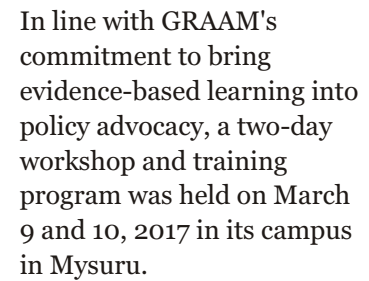 In line with GRAAM's
commitment to bring
evidence-based learning into
policy advocacy, a two-day
workshop and training
program was held on March
9 and 10, 2017 in its campus
in Mysuru.